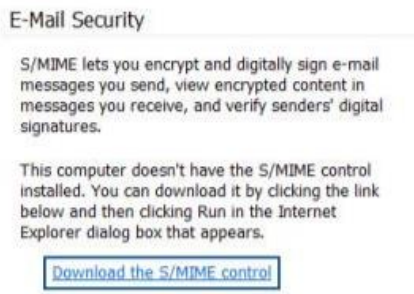 E-Mail Security
S/MIME lets you encrypt and digitally sign e-mail
messages you send, view encrypted content in
messages you receive, and verify senders' digital
signatures.
This computer doesn't have the S/MIME control
installed. You can download it by clicking the link
below and then clicking Run in the Internet
Explorer dialog box that appears.
Download the S/MIME control